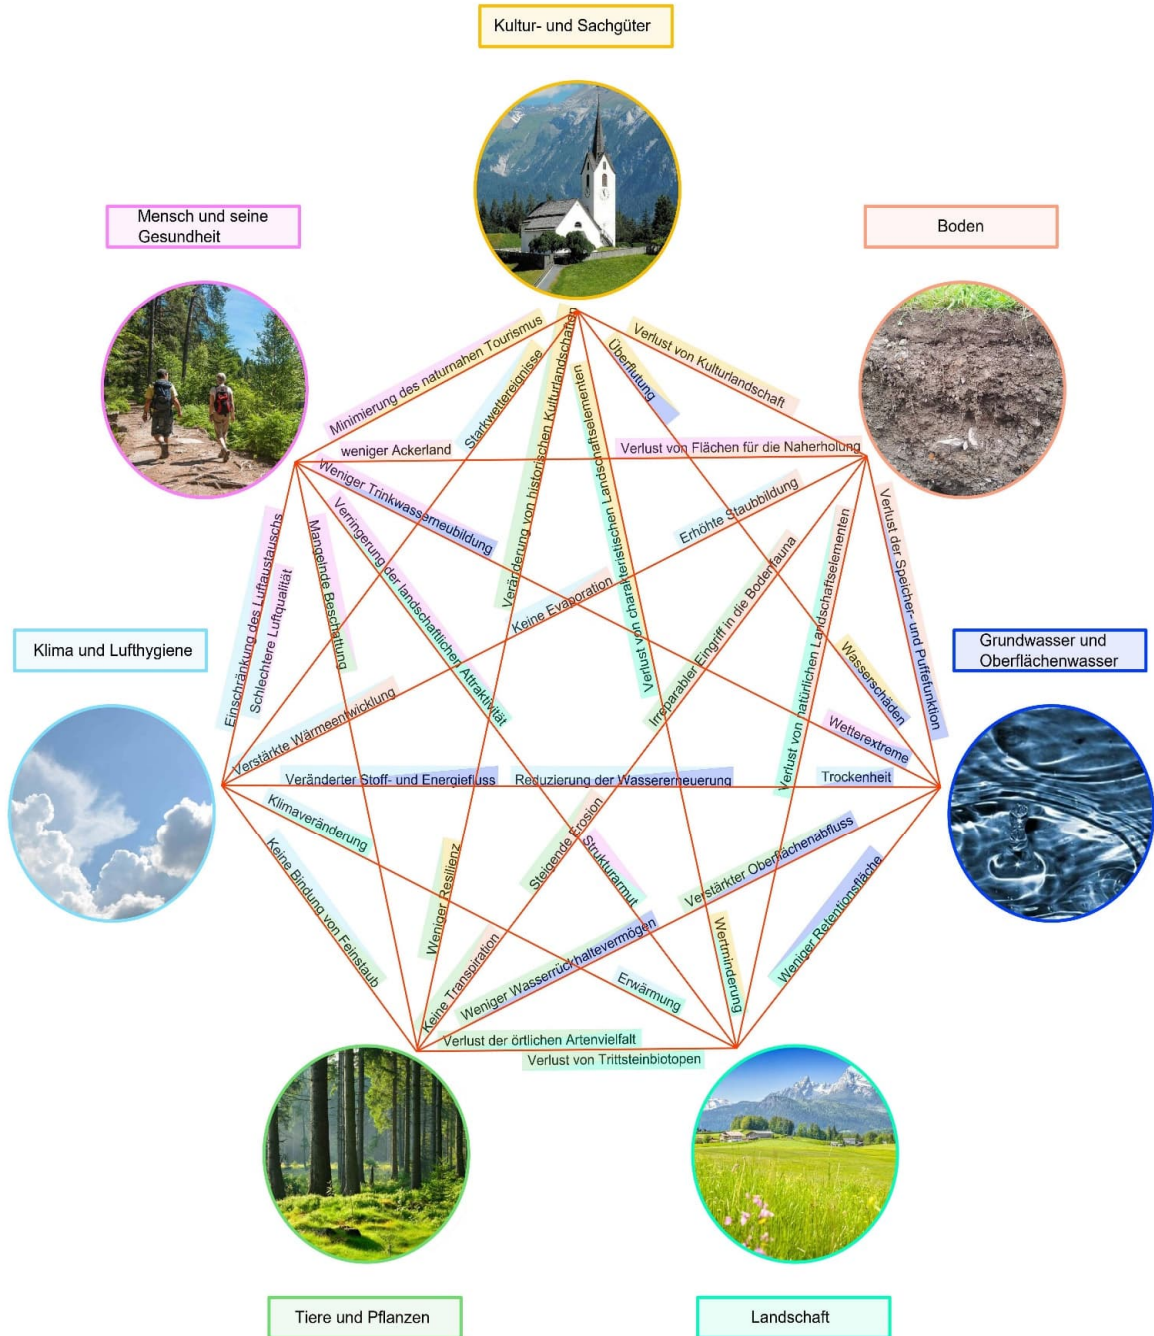 Kultur- und Sachgüter
Mensch und seine
Gesundheit
Boden
Minimierung des naturnahen Tourismus
Starkwettereignisse
Veränderung von historischen Kulturlandschaften
Verlust von charakteristischen Landschaftselementen
Überflutung
Verlust von Kulturlandschaft
weniger Ackerland
Verlust von Flächen für die Naherholung
Weniger Trinkwasserneubildung
Verringerung der landschaftlichen Attraktivität
Mangelnde Beschattung
Einschränkung des Luftaustauschs
Schlechtere Luftqualität
Erhöhte Staubbildung
Keine Evaporation
Irreparabler Eingriff in die Bodenfauna
Verlust von natürlichen Landschaftselementen
Verlust der Speicher- und Puffefunktion
Klima und Lufthygiene
Grundwasser und
Oberflächenwasser
Wasserschäden
Wetterextreme
Verstärkte Wärmeentwicklung
Veränderter Stoff- und Energiefluss
Reduzierung der Wassererneuerung
Trockenheit
Klimaveränderung
Keine Bindung von Feinstaub
Weniger Resilienz
Steigende Erosion
Strukturarmut
Verstärkter Oberflächenabfluss
Weniger Retentionsfläche
Keine Transpiration
Weniger Wasserrückhaltevermögen
Erwärmung
Wertminderung
Verlust der örtlichen Artenvielfalt
Verlust von Trittsteinbiotopen
Tiere und Pflanzen
Landschaft